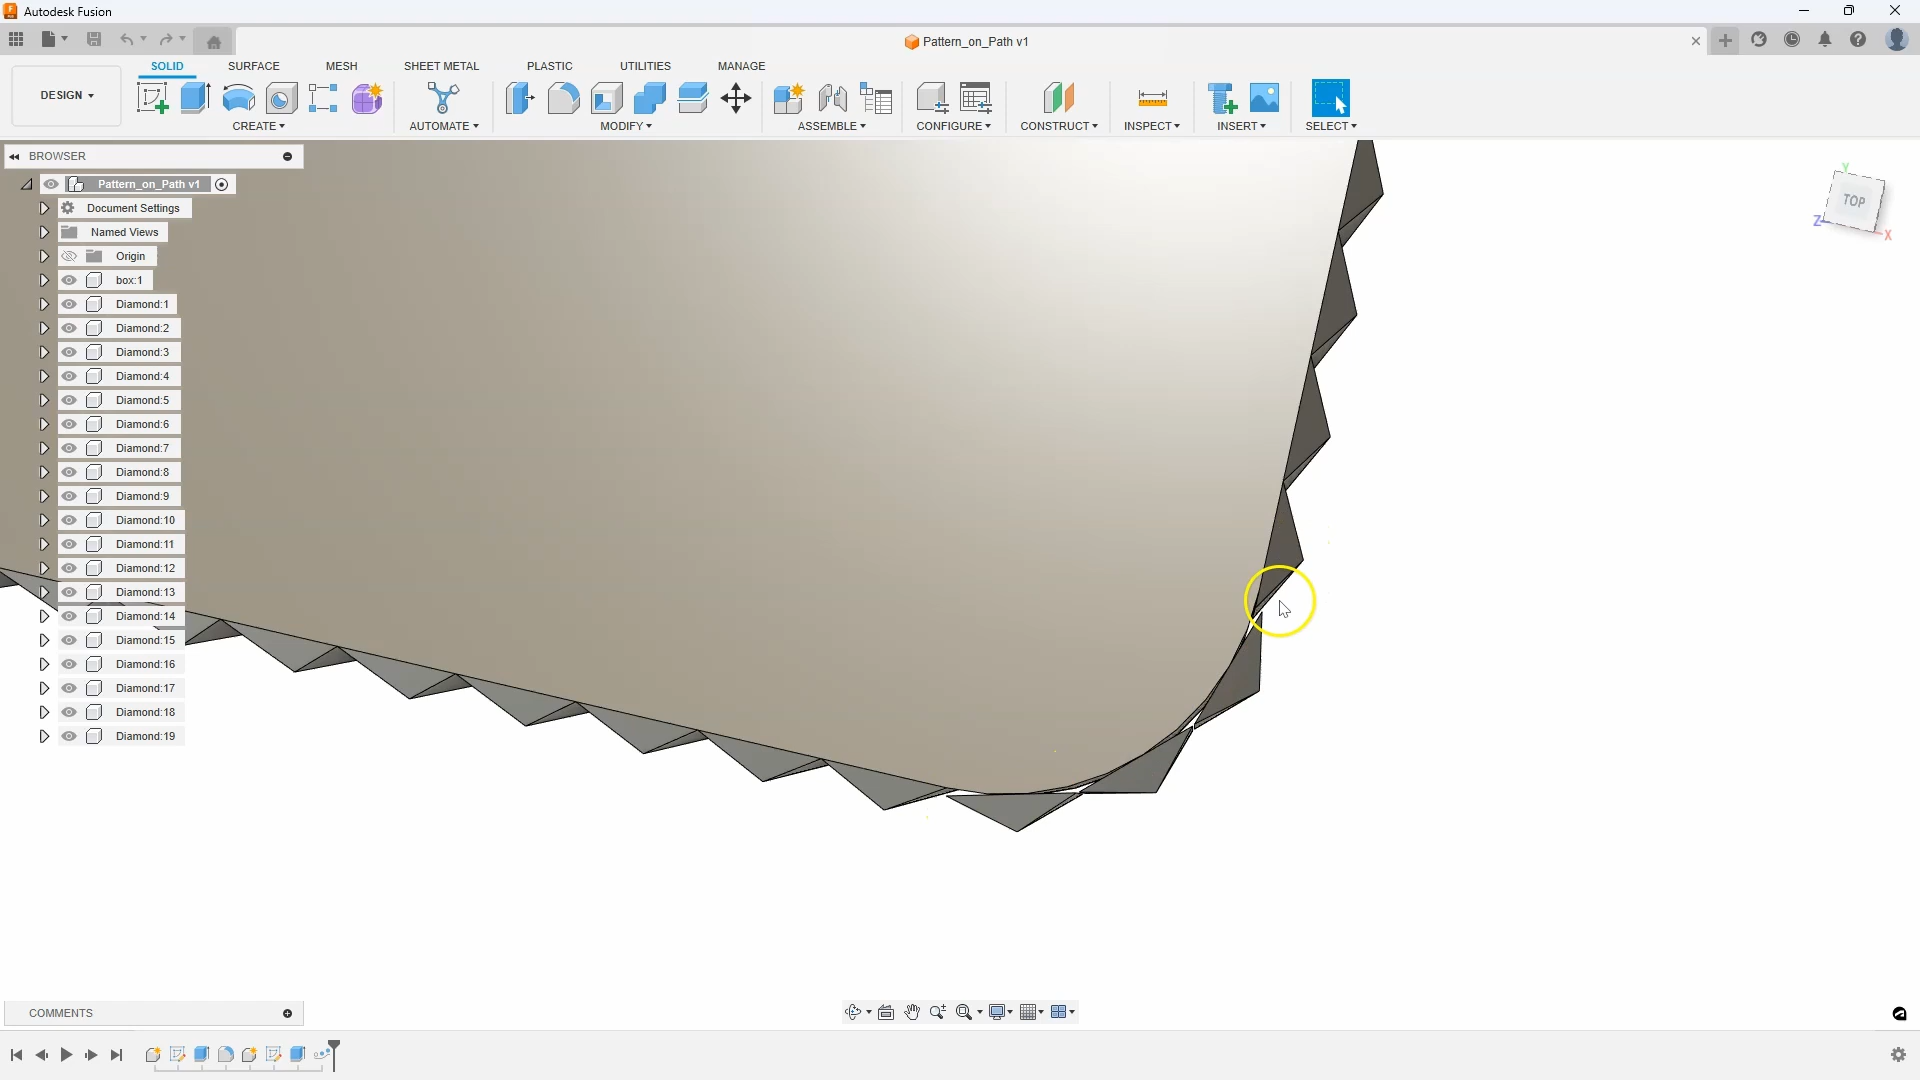 Autodesk Fusion
Pattern_on_Path v1
DESIGN
SOLID SURFACE MESH SHEET METAL PLASTIC UTILITIES MANAGE
CREATE AUTOMATE MODIFY ASSEMBLE CONFIGURE CONSTRUCT INSPECT INSERT SELECT
BROWSER
Pattern_on_Path v1
Document Settings
Named Views
Origin
box:1
Diamond:1
Diamond:2
Diamond:3
Diamond:4
Diamond:5
Diamond:6
Diamond:7
Diamond:8
Diamond:9
Diamond:10
Diamond:11
Diamond:12
Diamond:13
Diamond:14
Diamond:15
Diamond:16
Diamond:17
Diamond:18
Diamond:19
Y
TOP
Z
X
COMMENTS